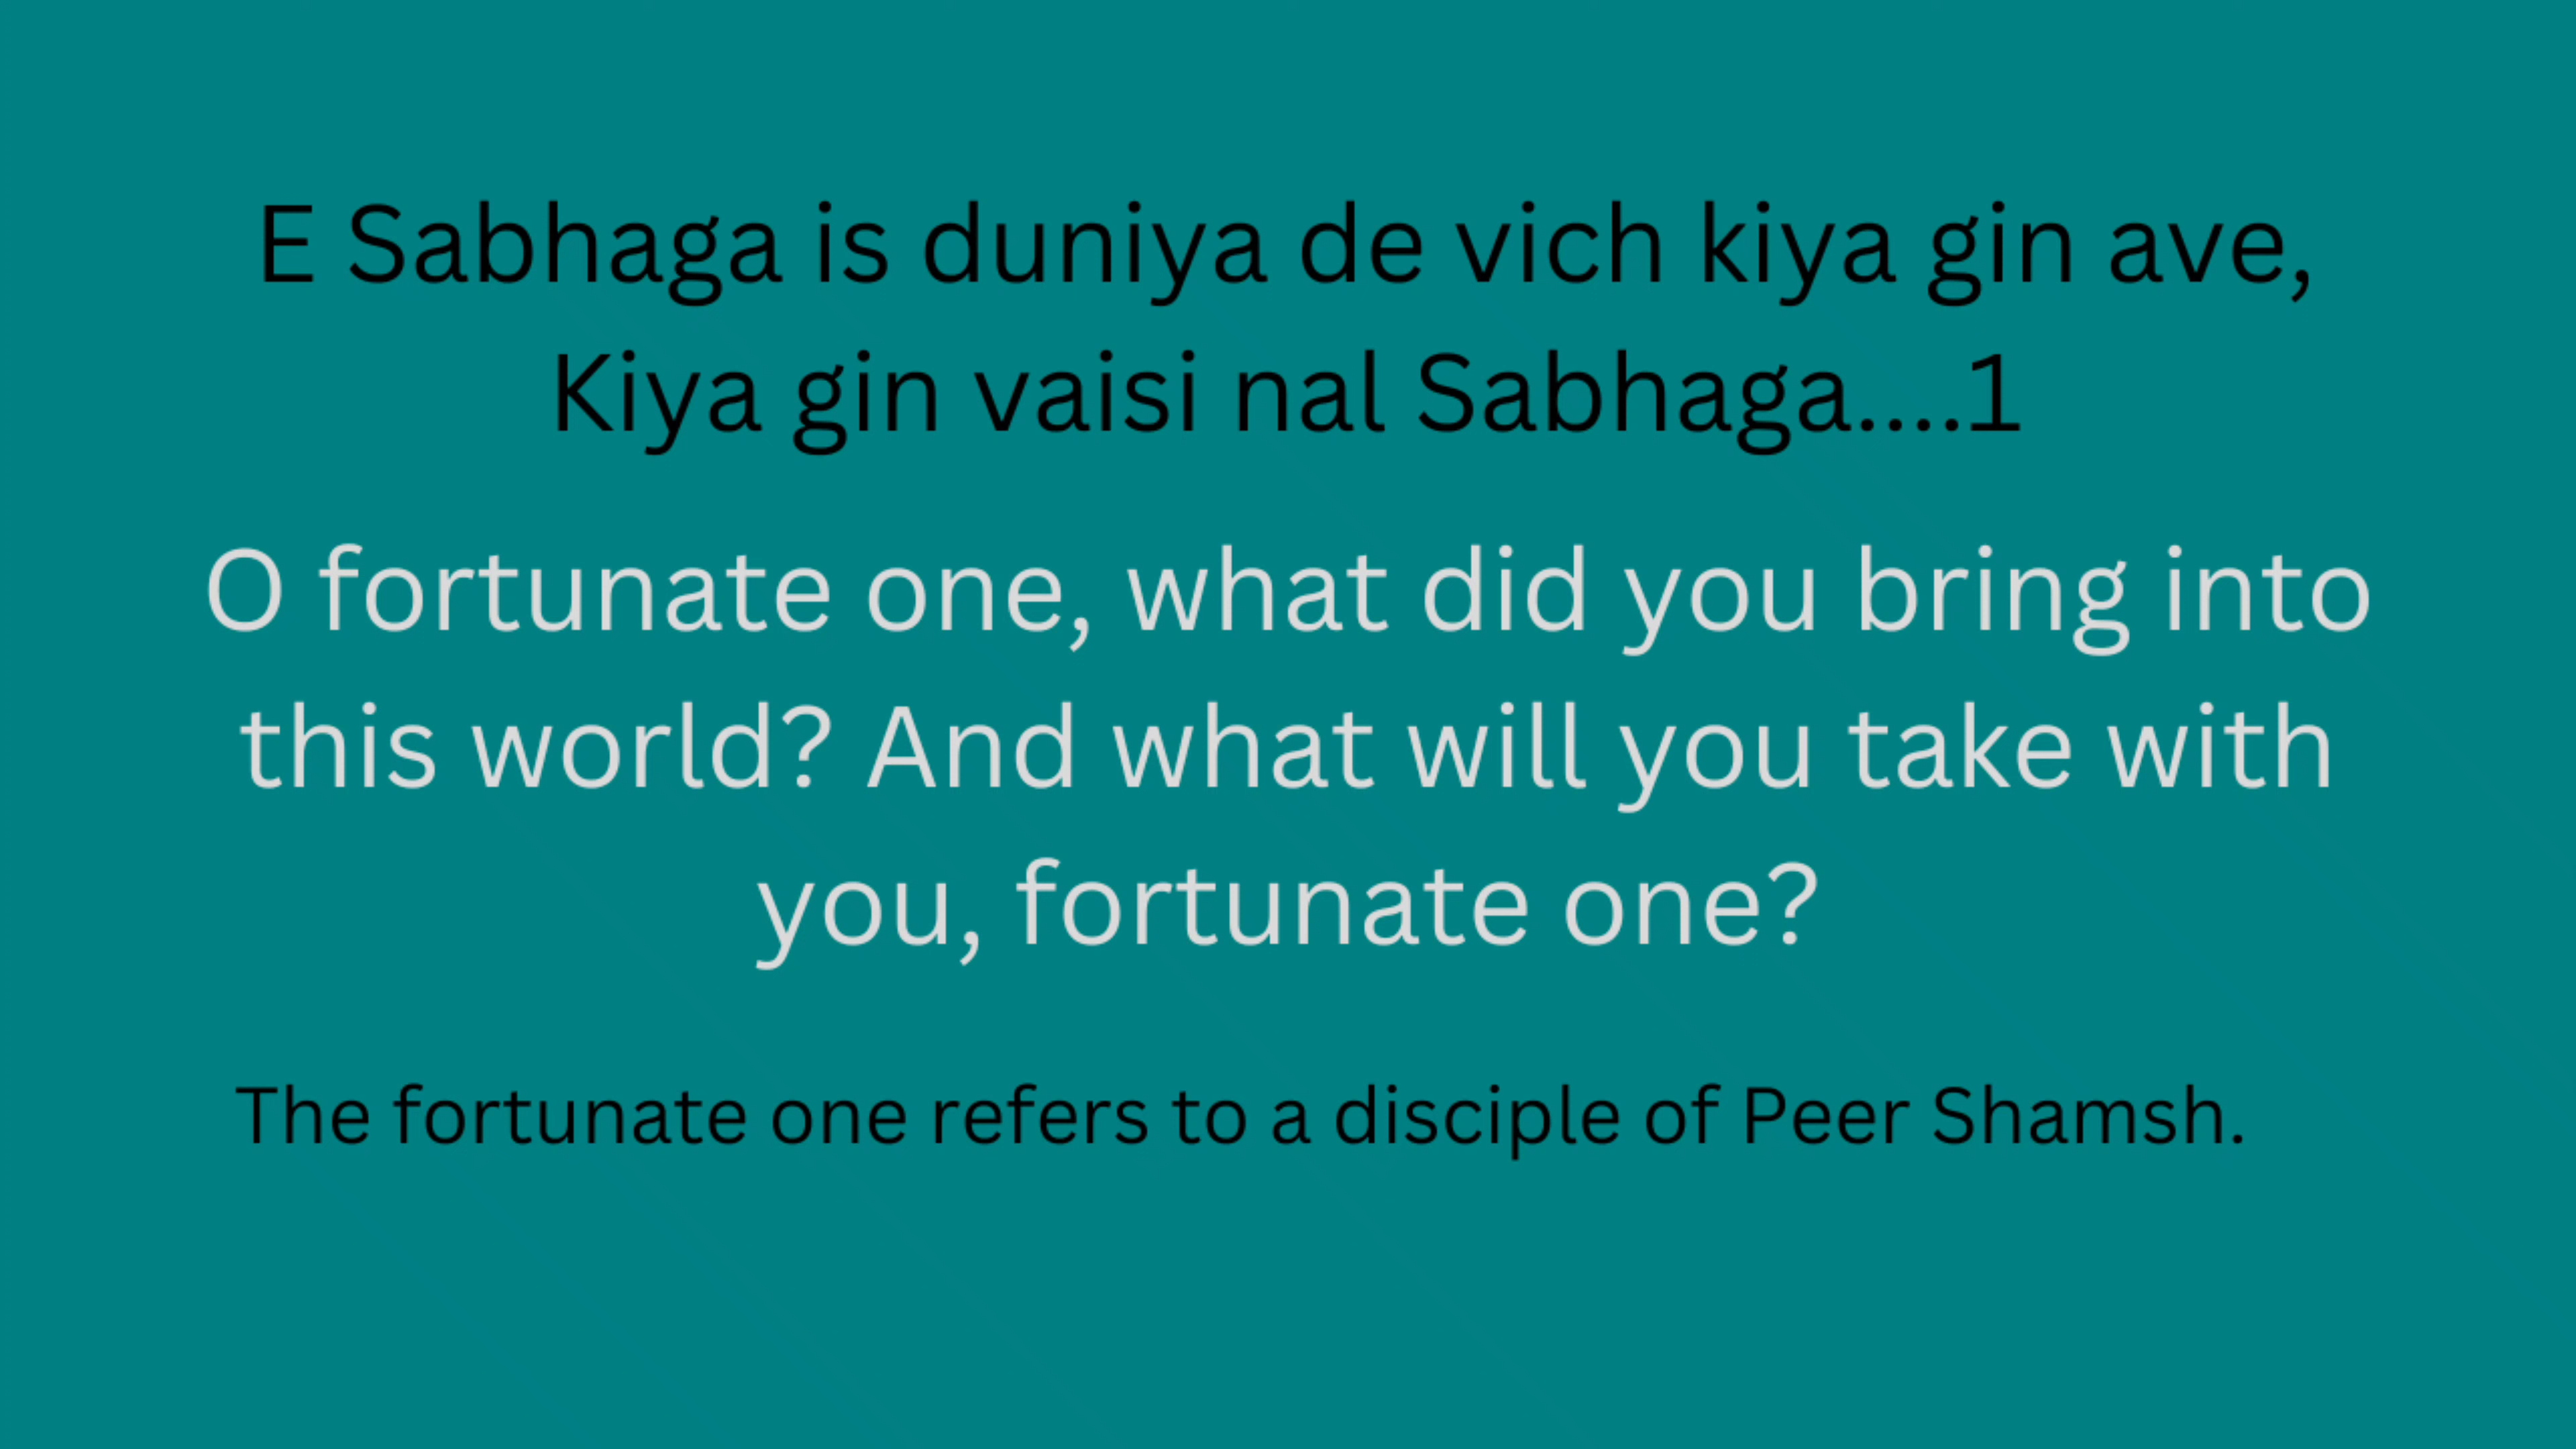 E Sabhaga is duniya de vich kiya gin ave,
Kiya gin vaisi nal Sabhaga....1
O fortunate one, what did you bring into
this world? And what will you take with
you, fortunate one?
The fortunate one refers to a disciple of Peer Shamsh.